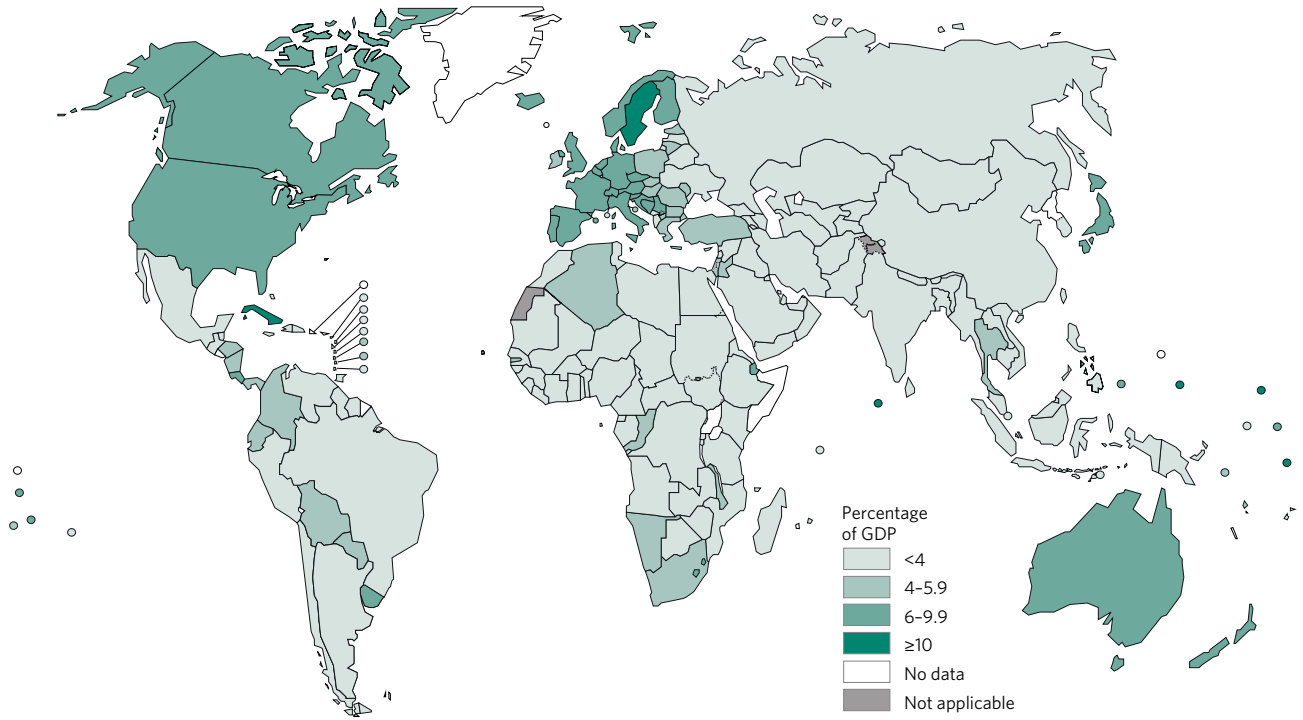 Percentage
of GDP
<4
4–5.9
6–9.9
≥10
No data
Not applicable